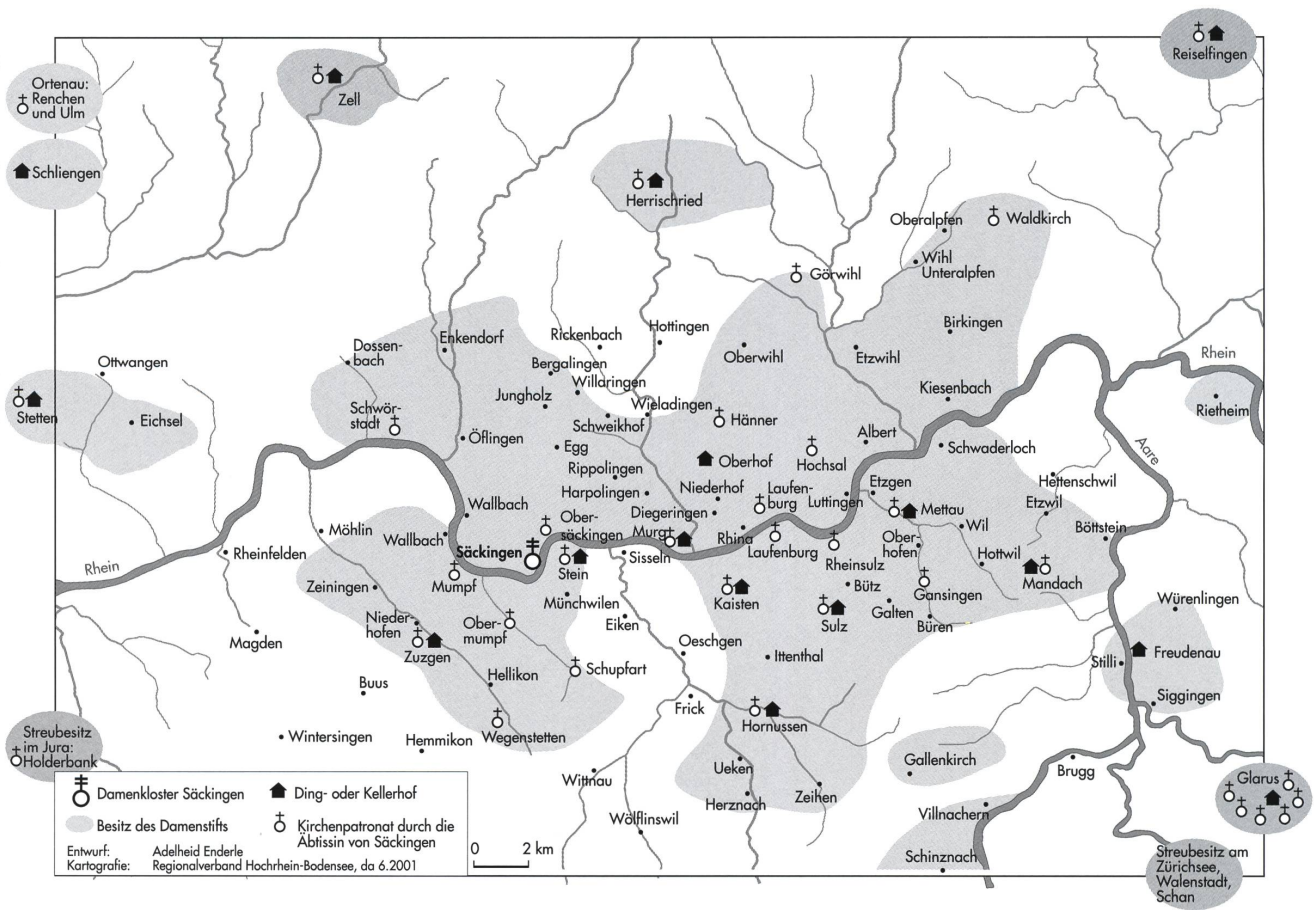 Reiselfingen
Ortenau:
Renchen
und Ulm
Zell
Schliengen
Herrischried
Oberalpfen
Waldkirch
Wihl
Unteralpfen
Görwihl
Birkingen
Enkendorf
Rickenbach
Hottingen
Dossen-
bach
Oberwihl
Etzwihl
Rhein
Ottwangen
Bergalingen
Willaringen
Jungholz
Kiesenbach
Stetten
Eichsel
Schwör-
stadt
Wieladingen
Schweikhof
Hänner
Rietheim
Öflingen
Egg
Albert
Schwaderloch
Aare
Rippolingen
Oberhof
Hochsal
Hettenschwil
Harpolingen
Niederhof
Laufen-
burg
Luttingen
Etzgen
Etzwil
Wallbach
Diegeringen
Mettau
Wil
Böttstein
Möhlin
Wallbach
Ober-
säckingen
Murg
Rhina
Laufenburg
Ober-
hofen
Rheinfelden
Säckingen
Sisseln
Rheinsulz
Hottwil
Rhein
Stein
Mandach
Zeiningen
Mumpf
Münchwilen
Kaisten
Bütz
Gansingen
Würenlingen
Nieder-
hofen
Ober-
mumpf
Eiken
Sulz
Galten
Büren
Magden
Zuzgen
Oeschgen
Ittenthal
Stilli
Freudenau
Schupfart
Buus
Hellikon
Frick
Siggingen
Streubesitz
im Jura:
Holderbank
Wintersingen
Hemmikon
Wegenstetten
Hornussen
Gallenkirch
Brugg
Ueken
Wittnau
Herznach
Zeihen
Glarus
Villnachern
Wölflinswil
Schinznach
Streubesitz am
Zürichsee,
Walenstadt,
Schan
Damenkloster Säckingen
Ding- oder Kellerhof
Besitz des Damenstifts
Kirchenpatronat durch die
Äbtissin von Säckingen
Entwurf: Adelheid Enderle
Kartografie: Regionalverband Hochrhein-Bodensee, da 6.2001
0 2 km